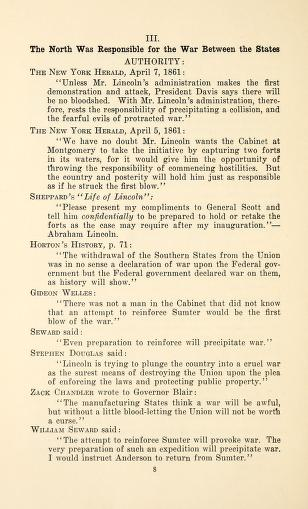 III.
The North Was Responsible for the War Between the States
AUTHORITY:
THE NEW YORK HERALD, April 7, 1861:
"Unless Mr. Lincoln's administration makes the first
demonstration and attack, President Davis says there will
be no bloodshed. With Mr. Lincoln's administration, there-
fore, rests the responsibility of precipitating a collision, and
the fearful evils of protracted war."
THE NEW YORK HERALD, April 5, 1861:
"We have no doubt Mr. Lincoln wants the Cabinet at
Montgomery to take the initiative by capturing two forts
in its waters, for it would give him the opportunity of
throwing the responsibility of commencing hostilities. But
the country and posterity will hold him just as responsible
as if he struck the first blow."
SHEPPARD'S "Life of Lincoln":
"Please present my compliments to General Scott and
tell him confidentially to be prepared to hold or retake the
forts as the case may require after my inauguration."—
Abraham Lincoln.
HORTON'S HISTORY, p. 71:
"The withdrawal of the Southern States from the Union
was in no sense a declaration of war upon the Federal gov-
ernment but the Federal government declared war on them,
as history will show."
GIDEON WELLES:
"There was not a man in the Cabinet that did not know
that an attempt to reinforce Sumter would be the first
blow of the war."
SEWARD said:
"Even preparation to reinforce will precipitate war."
STEPHEN DOUGLAS said:
"Lincoln is trying to plunge the country into a cruel war
as the surest means of destroying the Union upon the plea
of enforcing the laws and protecting public property."
ZACK CHANDLER wrote to Governor Blair:
"The manufacturing States think a war will be awful,
but without a little blood-letting the Union will not be worth
a curse."
WILLIAM SEWARD said:
"The attempt to reinforce Sumter will provoke war. The
very preparation of such an expedition will precipitate war.
I would instruct Anderson to return from Sumter."
8